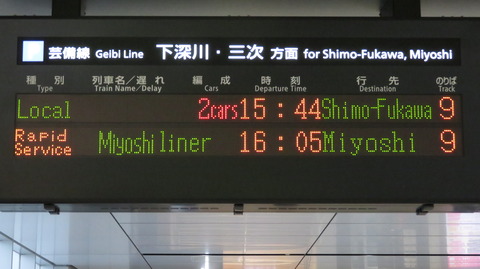 芸備線 Geibi Line 下深川・三次 方面 for Shimo-Fukawa, Miyoshi
種別 列車名/遅れ 編成 時刻 行先 のりば
Train Name/Delay Cars Departure Time Destination Track
Local 2cars 15:44 Shimo-Fukawa 9
Rapid Service Miyoshi liner 16:05 Miyoshi 9